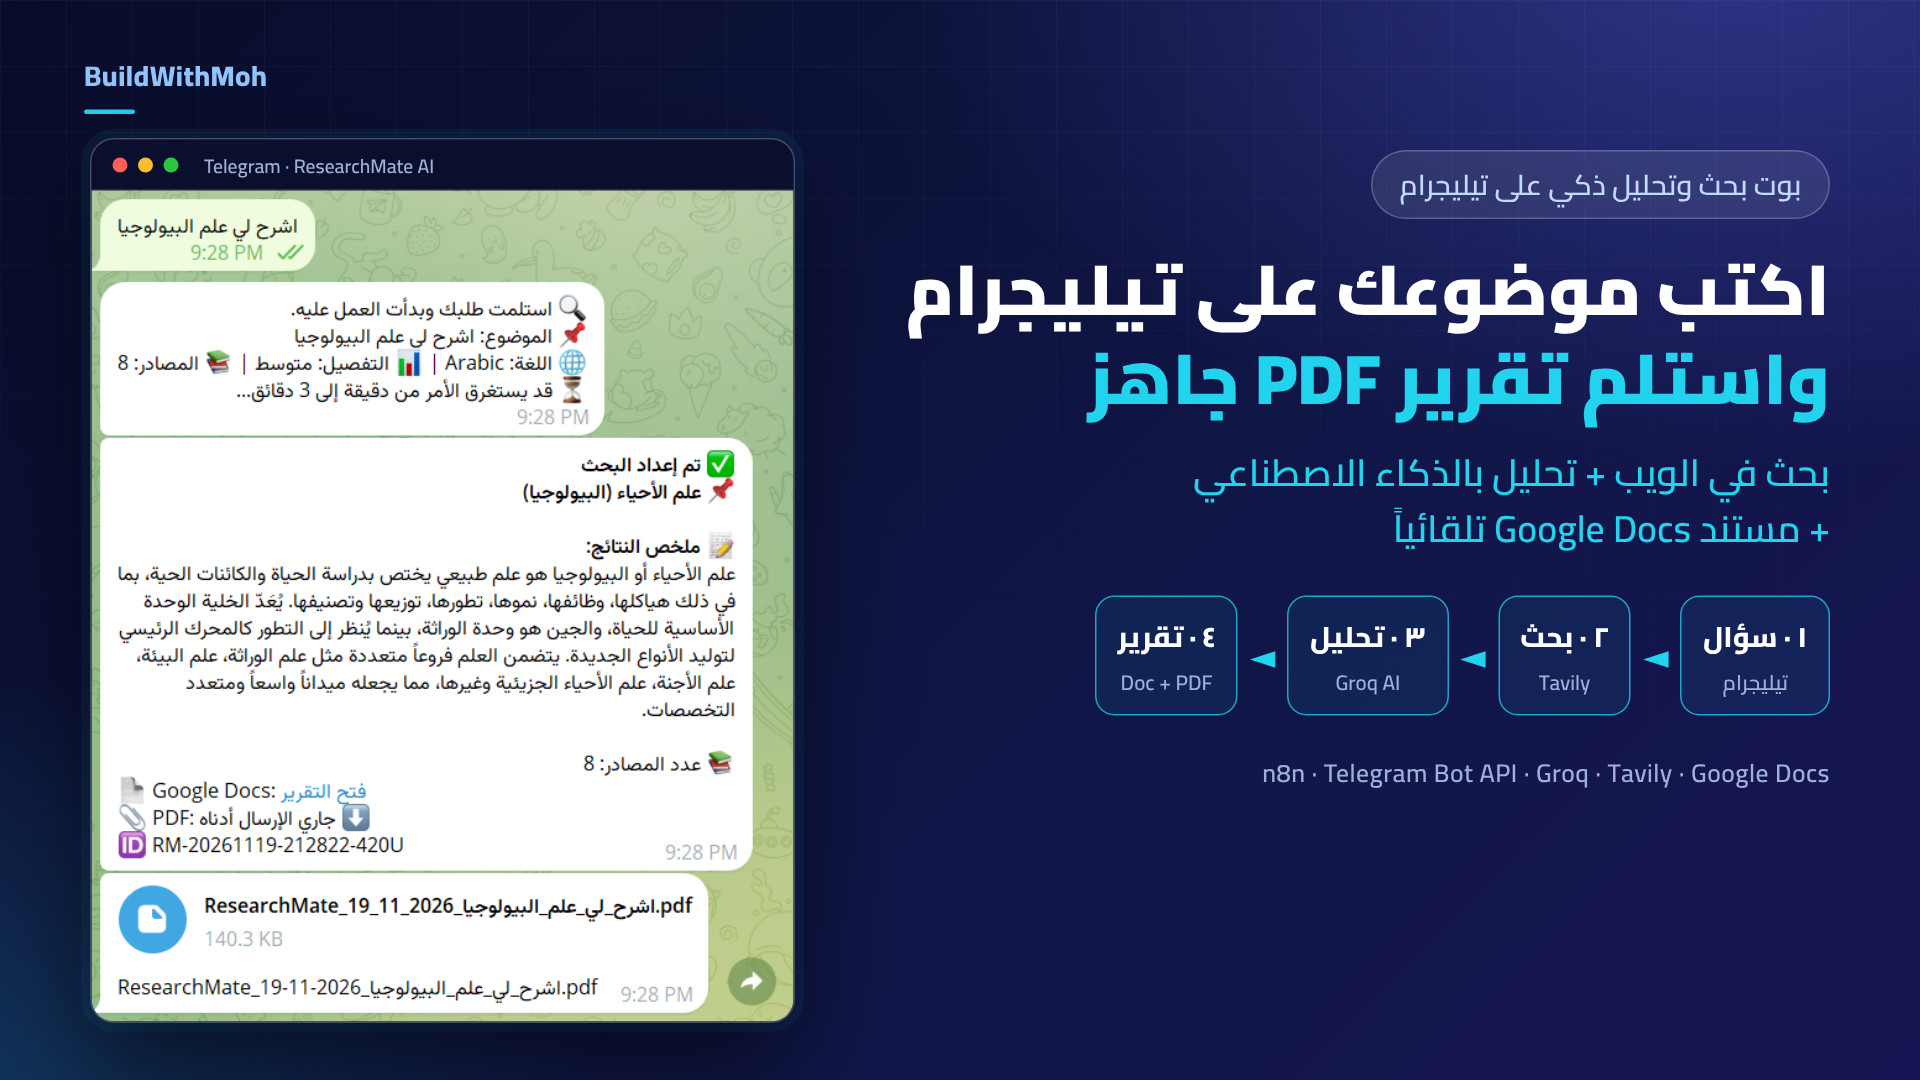 BuildWithMoh
Telegram · ResearchMate AI
اشرح لي علم البيولوجيا
9:28 PM
🔍 استلمت طلبك وبدأت العمل عليه.
📌 الموضوع: اشرح لي علم البيولوجيا
🌐 اللغة: Arabic | 📊 التفصيل: متوسط | 📚 المصادر: 8
⏳ قد يستغرق الأمر من دقيقة إلى 3 دقائق...
9:28 PM
✅ تم إعداد البحث
📌 علم الأحياء (البيولوجيا)
📝 ملخص النتائج:
علم الأحياء أو البيولوجيا هو علم طبيعي يختص بدراسة الحياة والكائنات الحية، بما
في ذلك هياكلها، وظائفها، نموها، تطورها، توزيعها وتصنيفها. يُعَدّ الخلية الوحدة
الأساسية للحياة، والجين هو وحدة الوراثة، بينما يُنظر إلى التطور كالمحرك الرئيسي
لتوليد الأنواع الجديدة. يتضمن العلم فروعاً متعددة مثل علم الوراثة، علم البيئة،
علم الأجنة، علم الأحياء الجزيئية وغيرها، مما يجعله ميداناً واسعاً ومتعدد
التخصصات.
📚 عدد المصادر: 8
📄 Google Docs: فتح التقرير
📎 PDF: جاري الإرسال أدناه ⬇️
🆔 RM-20261119-212822-420U
9:28 PM
ResearchMate_19_11_2026_اشرح_لي_علم_البيولوجيا.pdf
140.3 KB
ResearchMate_19-11-2026_اشرح_لي_علم_البيولوجيا.pdf
9:28 PM
بوت بحث وتحليل ذكي على تيليجرام
اكتب موضوعك على تيليجرام
واستلم تقرير PDF جاهز
بحث في الويب + تحليل بالذكاء الاصطناعي
+ مستند Google Docs تلقائياً
٠١ سؤال
تيليجرام
٠٢ بحث
Tavily
٠٣ تحليل
Groq AI
٠٤ تقرير
Doc + PDF
n8n · Telegram Bot API · Groq · Tavily · Google Docs